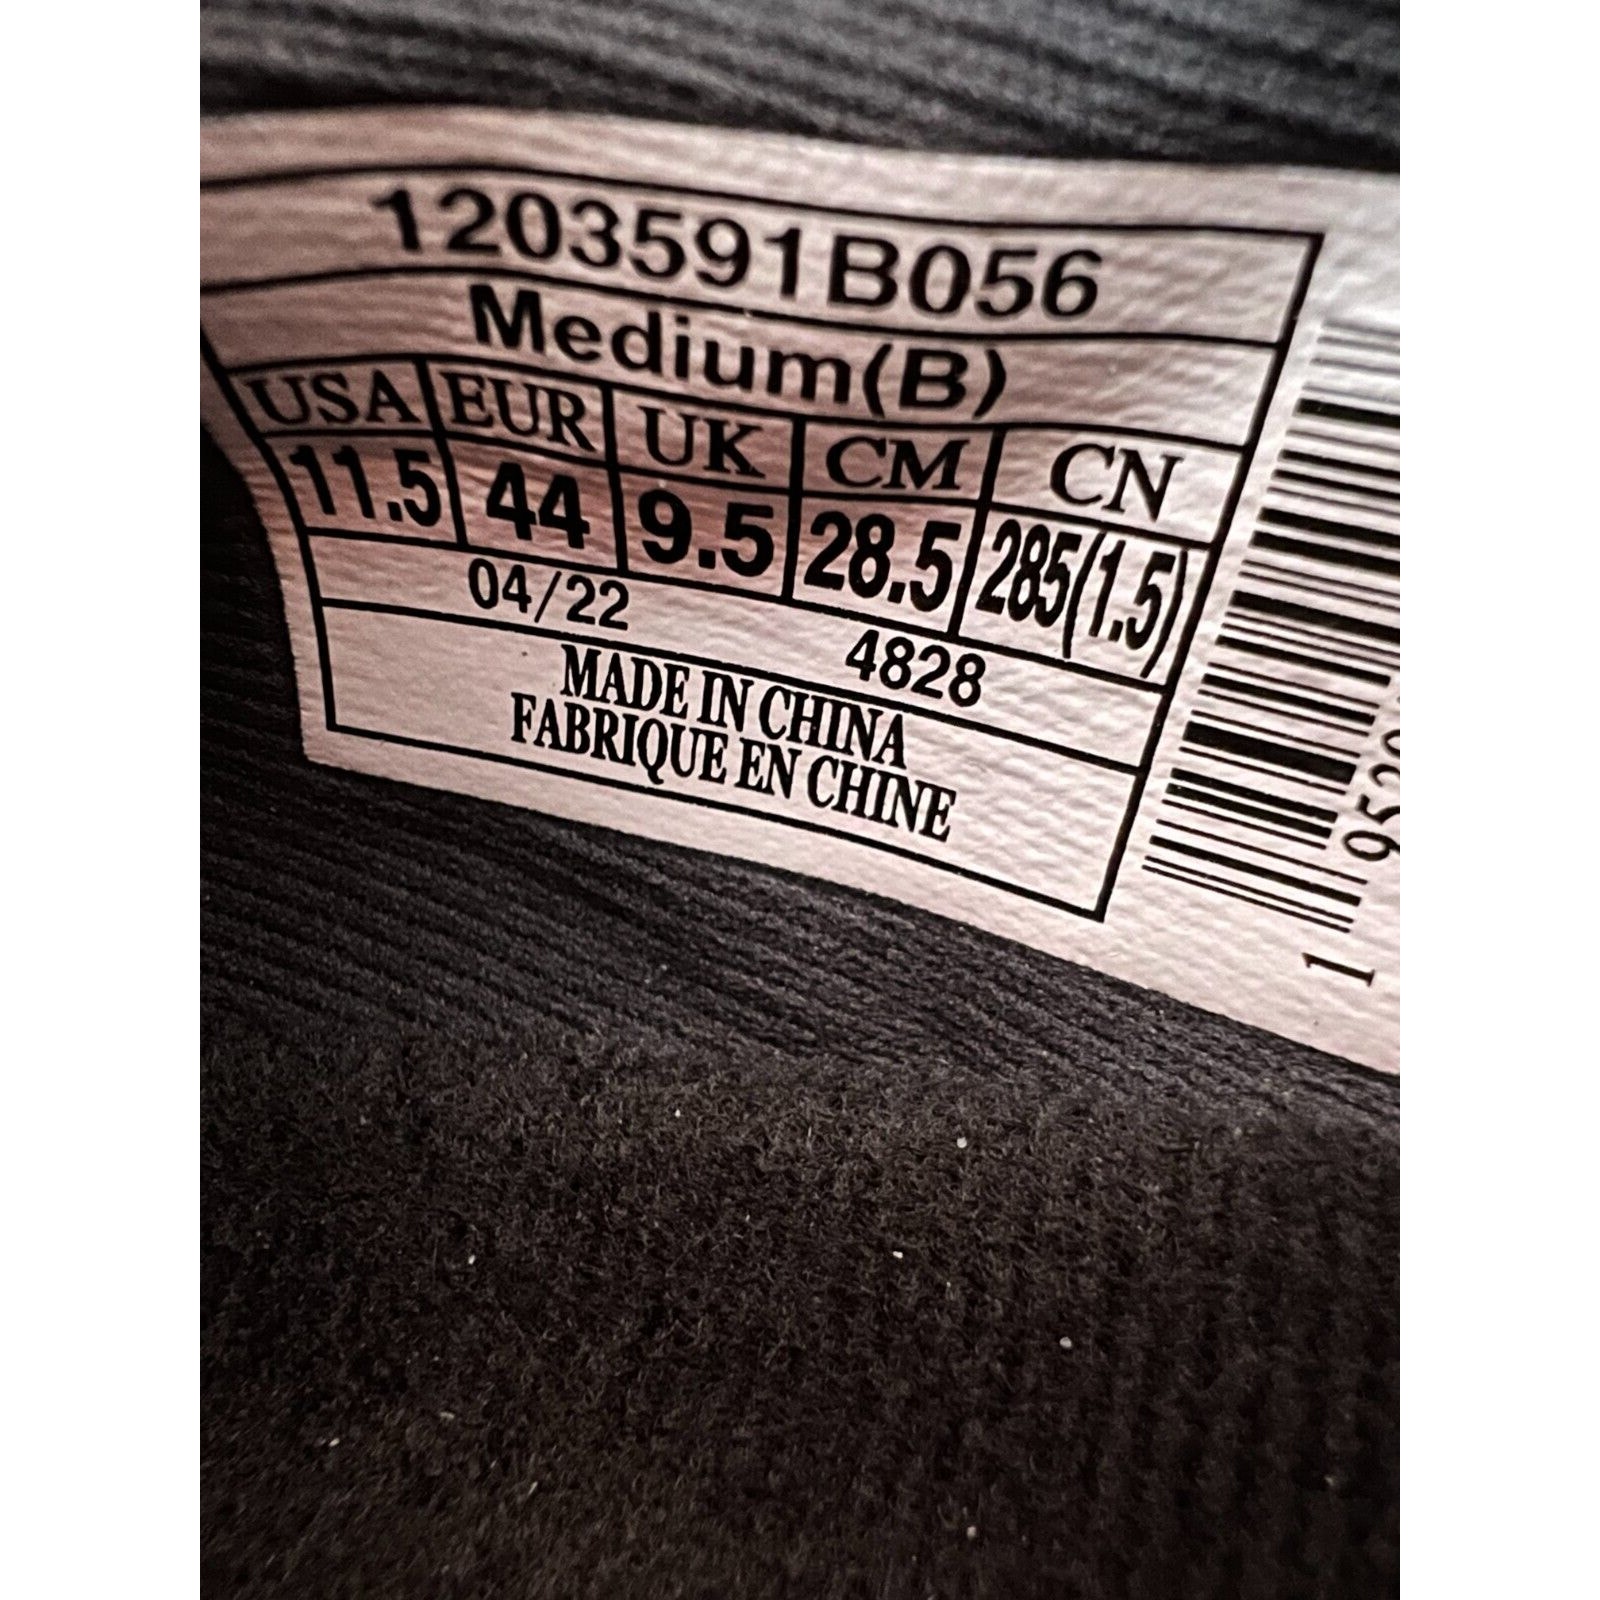 1203591B056
Medium(B)
USA EUR UK CM CN
11.5 44 9.5 28.5 285(1.5)
04/22 4828
MADE IN CHINA
FABRIQUE EN CHINE
1